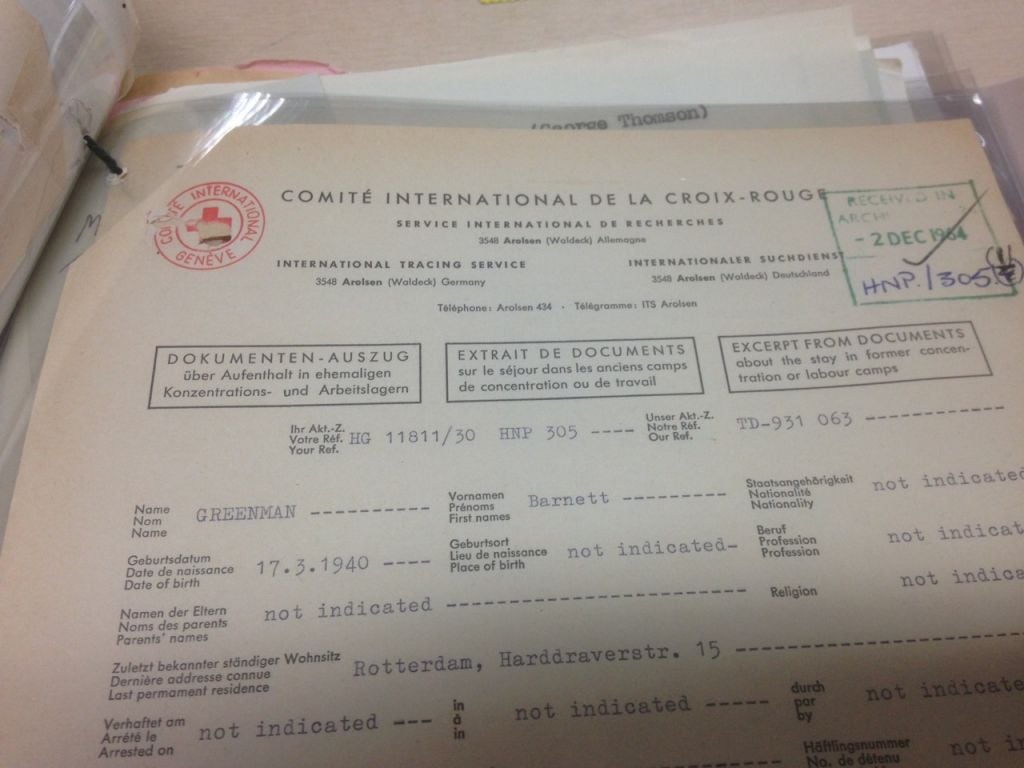 (George Thomson)
COMITÉ INTERNATIONAL GENÈVE
COMITÉ INTERNATIONAL DE LA CROIX-ROUGE
SERVICE INTERNATIONAL DE RECHERCHES
3548 Arolsen (Waldeck) Allemagne
INTERNATIONAL TRACING SERVICE
3548 Arolsen (Waldeck) Germany
INTERNATIONALER SUCHDIENST
3548 Arolsen (Waldeck) Deutschland
Téléphone: Arolsen 434 · Télégramme: ITS Arolsen
RECEIVED IN
ARCH
- 2 DEC 1964
HNP./305
DOKUMENTEN-AUSZUG
über Aufenthalt in ehemaligen
Konzentrations- und Arbeitslagern
EXTRAIT DE DOCUMENTS
sur le séjour dans les anciens camps
de concentration ou de travail
EXCERPT FROM DOCUMENTS
about the stay in former concen-
tration or labour camps
Ihr Akt.-Z.
Votre Réf.
Your Ref.
HG 11811/30 HNP 305 ----
Unser Akt.-Z.
Notre Réf.
Our Ref.
TD-931 063 ------------
Name
Nom
Name
GREENMAN ----------
Vornamen
Prénoms
First names
Barnett ---------
Staatsangehörigkeit
Nationalité
Nationality
not indicated
Geburtsdatum
Date de naissance
Date of birth
17.3.1940 ----
Geburtsort
Lieu de naissance
Place of birth
not indicated-
Beruf
Profession
Profession
not indicat
Namen der Eltern
Noms des parents
Parents' names
not indicated -------------------------
Religion
not indica
Zuletzt bekannter ständiger Wohnsitz
Dernière addresse connue
Last permament residence
Rotterdam, Harddraverstr. 15 -----------------------
Verhaftet am
Arrêté le
Arrested on
not indicated ---
in
à
in
not indicated -----
durch
par
by
not indicate
Häftlingsnummer
No. de détenu
not in